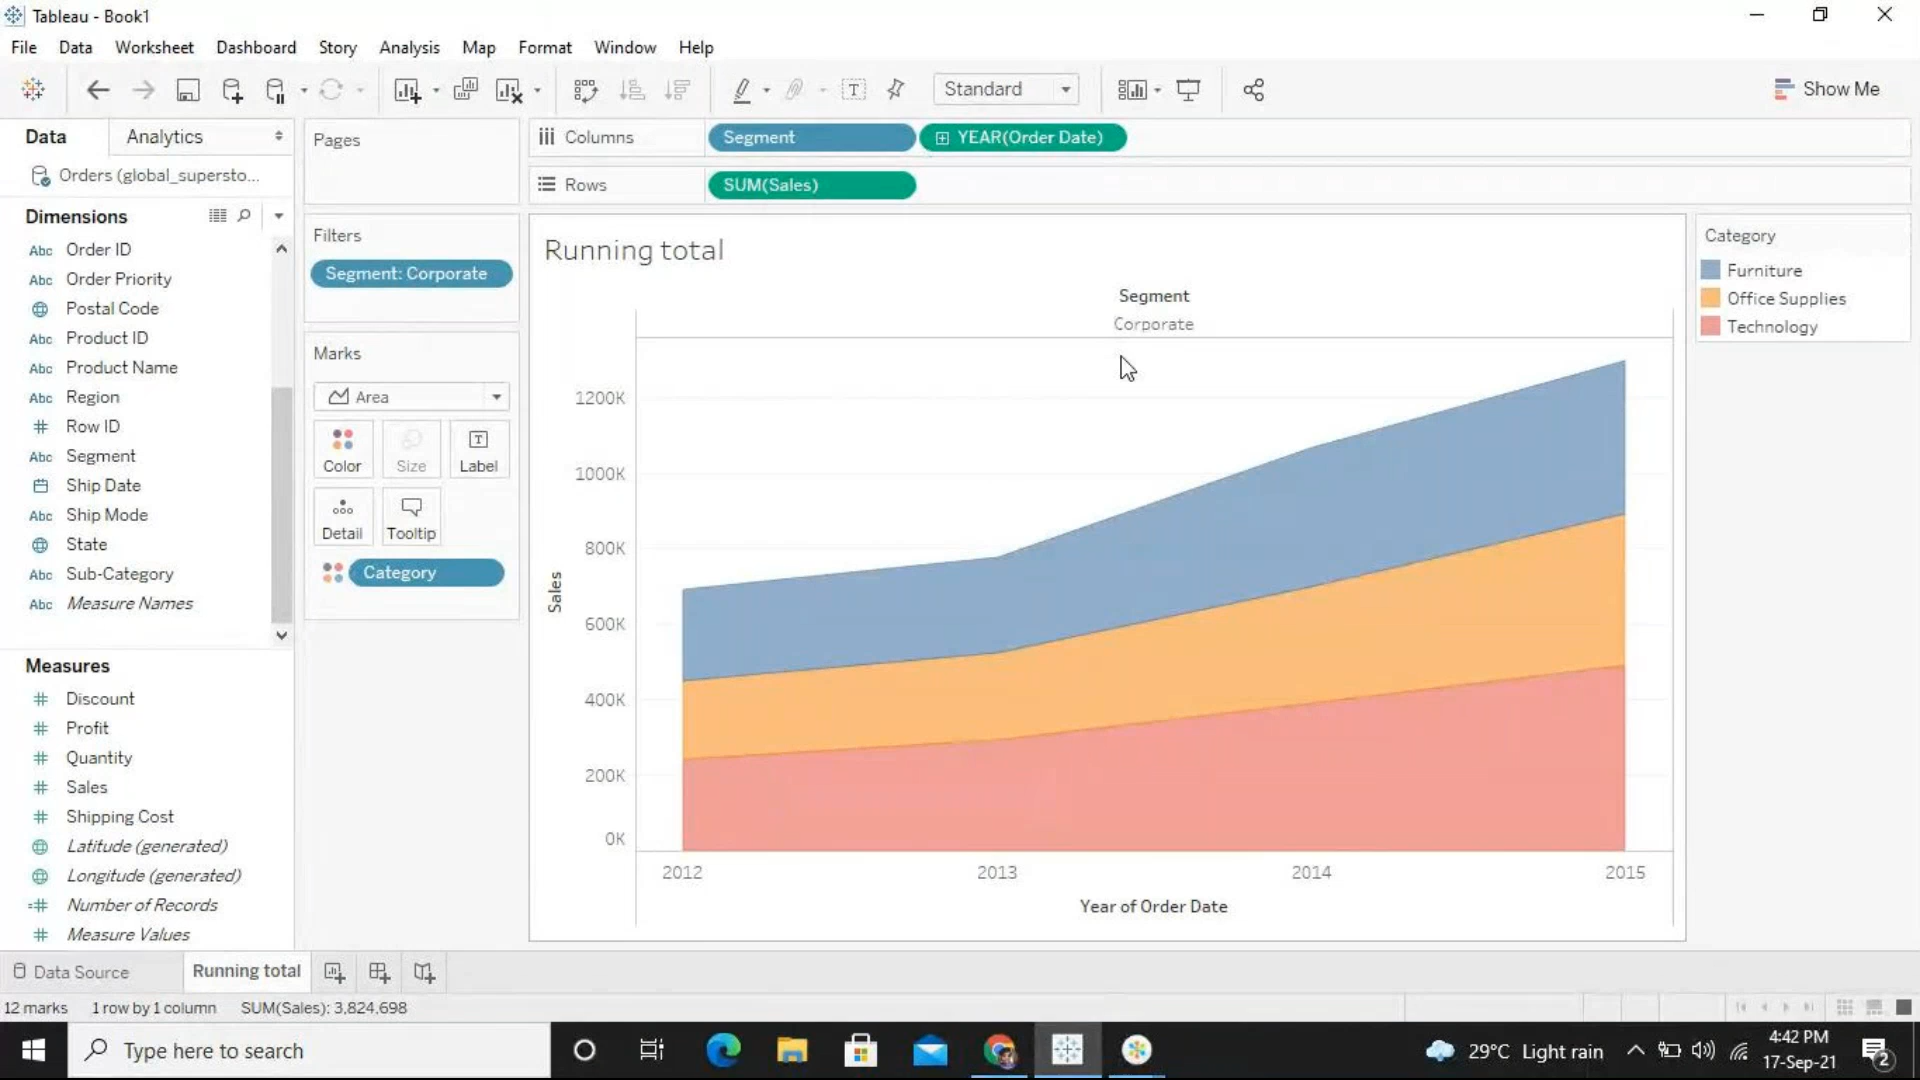 Tableau - Book1
File Data Worksheet Dashboard Story Analysis Map Format Window Help
Standard
Show Me
Data Analytics
Orders (global_supersto...
Dimensions
Abc Order ID
Abc Order Priority
Postal Code
Abc Product ID
Abc Product Name
Abc Region
# Row ID
Abc Segment
Ship Date
Abc Ship Mode
State
Abc Sub-Category
Abc Measure Names
Measures
# Discount
# Profit
# Quantity
# Sales
# Shipping Cost
Latitude (generated)
Longitude (generated)
=# Number of Records
# Measure Values
Pages
Filters
Segment: Corporate
Marks
Area
Color Size Label
Detail Tooltip
Category
Columns Segment YEAR(Order Date)
Rows SUM(Sales)
Running total
Segment
Corporate
1200K
1000K
800K
600K
400K
200K
0K
Sales
2012 2013 2014 2015
Year of Order Date
Category
Furniture
Office Supplies
Technology
Data Source Running total
12 marks 1 row by 1 column SUM(Sales): 3,824,698
Type here to search
29°C Light rain
4:42 PM
17-Sep-21
2